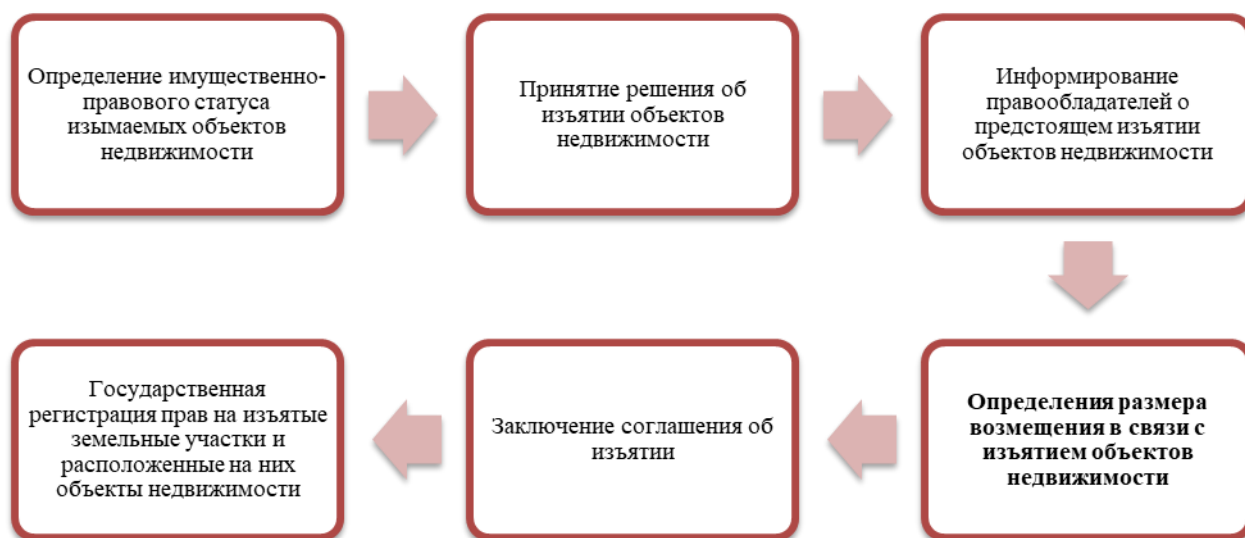 Определение имущественно-
правового статуса
изымаемых объектов
недвижимости
Принятие решения об
изъятии объектов
недвижимости
Информирование
правообладателей о
предстоящем изъятии
объектов недвижимости
Определения размера
возмещения в связи с
изъятием объектов
недвижимости
Заключение соглашения об
изъятии
Государственная
регистрация прав на изъятые
земельные участки и
расположенные на них
объекты недвижимости